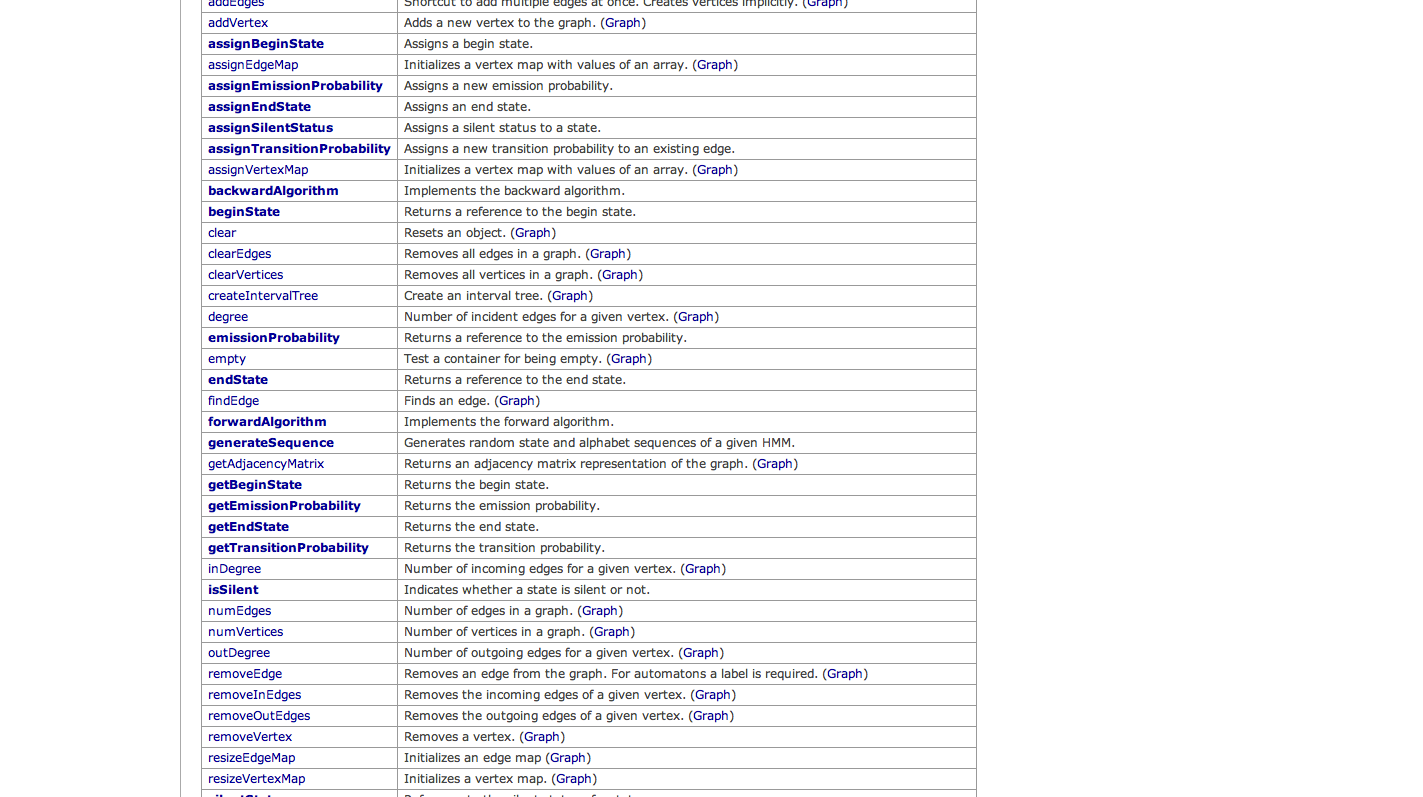 addEdges Shortcut to add multiple edges at once. Creates vertices implicitly. (Graph)
addVertex Adds a new vertex to the graph. (Graph)
assignBeginState Assigns a begin state.
assignEdgeMap Initializes a vertex map with values of an array. (Graph)
assignEmissionProbability Assigns a new emission probability.
assignEndState Assigns an end state.
assignSilentStatus Assigns a silent status to a state.
assignTransitionProbability Assigns a new transition probability to an existing edge.
assignVertexMap Initializes a vertex map with values of an array. (Graph)
backwardAlgorithm Implements the backward algorithm.
beginState Returns a reference to the begin state.
clear Resets an object. (Graph)
clearEdges Removes all edges in a graph. (Graph)
clearVertices Removes all vertices in a graph. (Graph)
createIntervalTree Create an interval tree. (Graph)
degree Number of incident edges for a given vertex. (Graph)
emissionProbability Returns a reference to the emission probability.
empty Test a container for being empty. (Graph)
endState Returns a reference to the end state.
findEdge Finds an edge. (Graph)
forwardAlgorithm Implements the forward algorithm.
generateSequence Generates random state and alphabet sequences of a given HMM.
getAdjacencyMatrix Returns an adjacency matrix representation of the graph. (Graph)
getBeginState Returns the begin state.
getEmissionProbability Returns the emission probability.
getEndState Returns the end state.
getTransitionProbability Returns the transition probability.
inDegree Number of incoming edges for a given vertex. (Graph)
isSilent Indicates whether a state is silent or not.
numEdges Number of edges in a graph. (Graph)
numVertices Number of vertices in a graph. (Graph)
outDegree Number of outgoing edges for a given vertex. (Graph)
removeEdge Removes an edge from the graph. For automatons a label is required. (Graph)
removeInEdges Removes the incoming edges of a given vertex. (Graph)
removeOutEdges Removes the outgoing edges of a given vertex. (Graph)
removeVertex Removes a vertex. (Graph)
resizeEdgeMap Initializes an edge map (Graph)
resizeVertexMap Initializes a vertex map. (Graph)